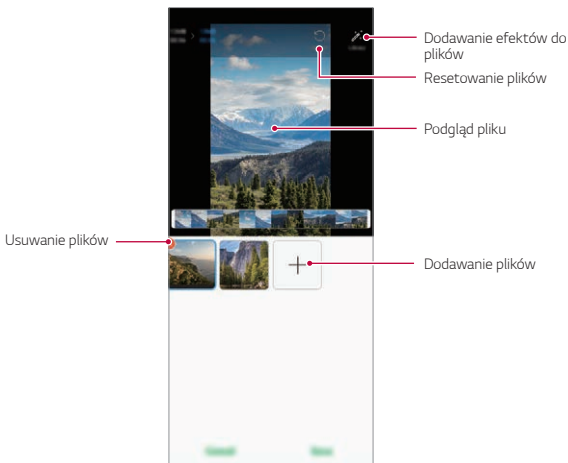 Dodawanie efektów do
plików
Resetowanie plików
Podgląd pliku
Usuwanie plików
Dodawanie plików